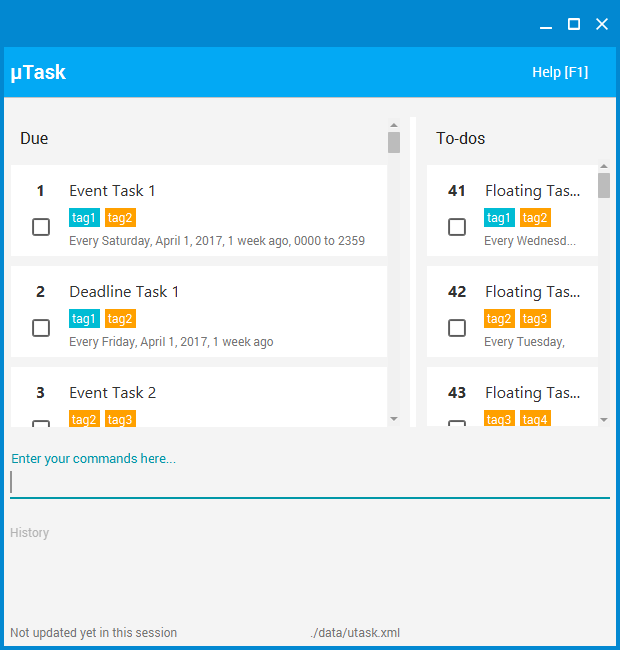 µTask
Help [F1]
Due
1 Event Task 1
tag1 tag2
Every Saturday, April 1, 2017, 1 week ago, 0000 to 2359
2 Deadline Task 1
tag1 tag2
Every Friday, April 1, 2017, 1 week ago
3 Event Task 2
tag2 tag3
To-dos
41 Floating Tas...
tag1 tag2
Every Wednesd...
42 Floating Tas...
tag2 tag3
Every Tuesday,
43 Floating Tas...
tag3 tag4
Enter your commands here...
History
Not updated yet in this session
./data/utask.xml